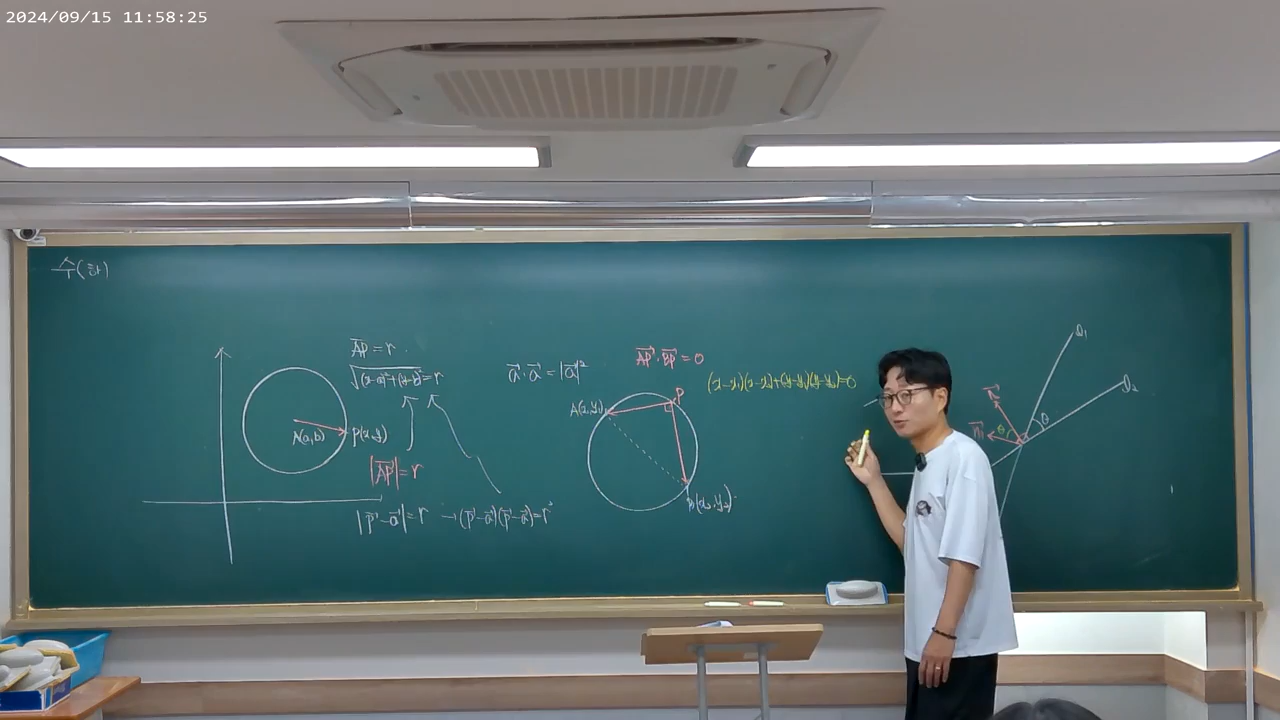 2024/09/15 11:58:25
수(하)
AP = r
√(x-a)²+(y-b)² = r
A(a,b)
P(x,y)
|AP⃗| = r
|p⃗-a⃗| = r → (p⃗-a⃗)(p⃗-a⃗) = r²
a⃗·a⃗ = |a⃗|²
AP⃗·BP⃗ = 0
P
(x-x₁)(x-x₂)+(y-y₁)(y-y₂)=0
A(x₁,y₁)
B(x₂,y₂)
l₁
l₂
θ
θ